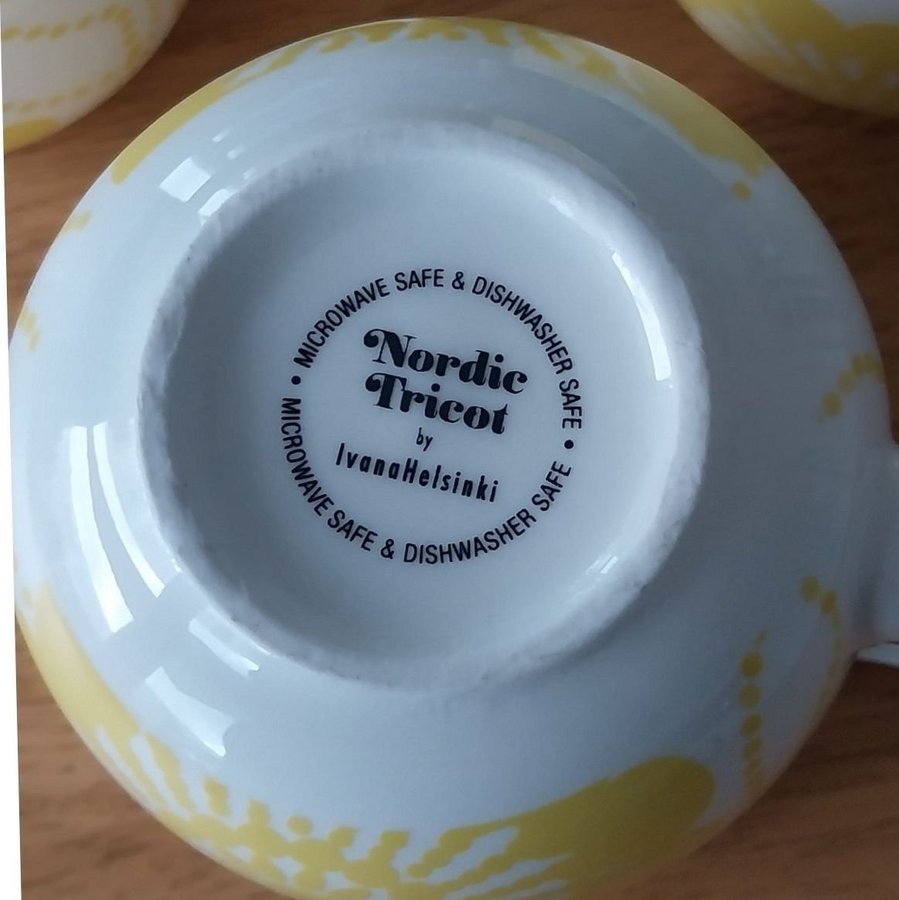 • MICROWAVE SAFE & DISHWASHER SAFE
Nordic
Tricot
by
IvanaHelsinki
• MICROWAVE SAFE & DISHWASHER SAFE